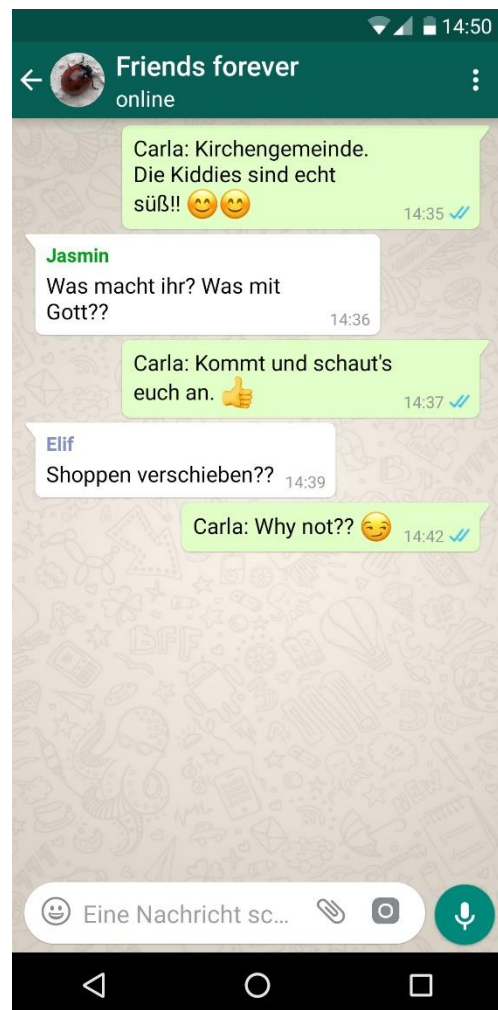 14:50
Friends forever
online
Carla: Kirchengemeinde.
Die Kiddies sind echt
süß!! 😊😊
14:35
Jasmin
Was macht ihr? Was mit
Gott??
14:36
Carla: Kommt und schaut's
euch an. 👍
14:37
Elif
Shoppen verschieben?? 14:39
Carla: Why not?? 😏 14:42
BFF
Eine Nachricht sc...